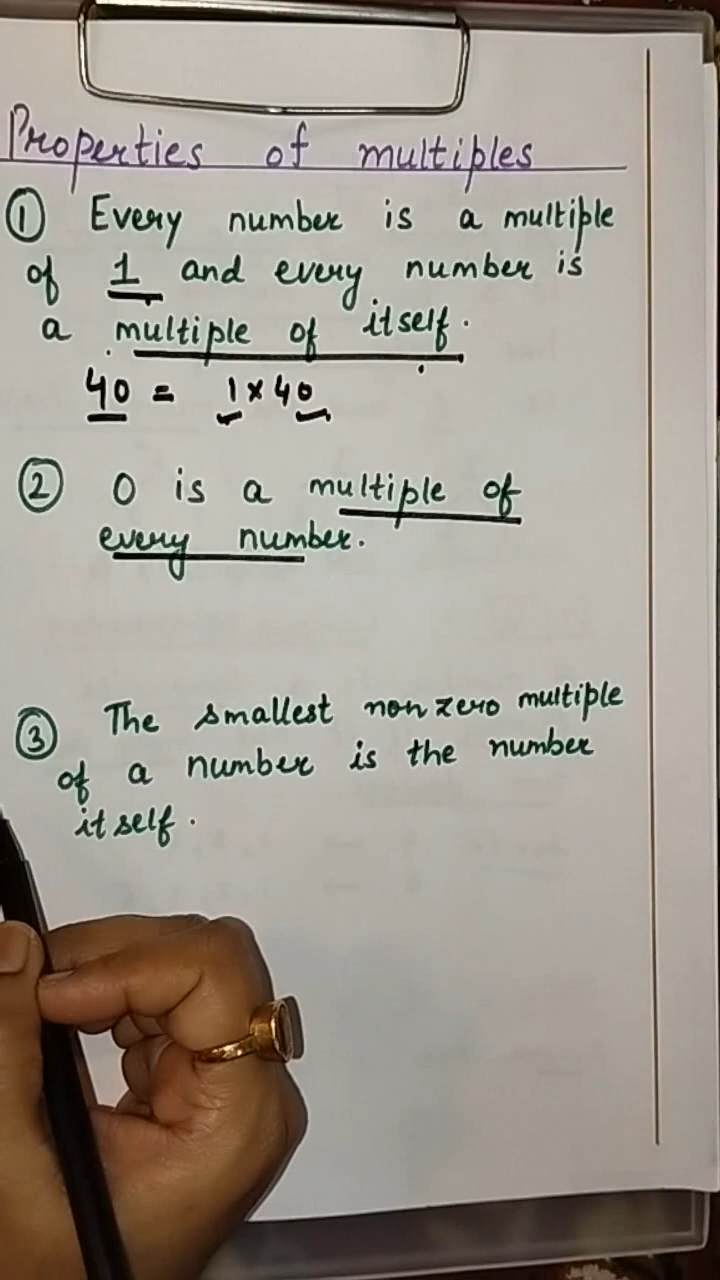 Properties of multiples
① Every number is a multiple
of 1 and every number is
a multiple of itself.
40 = 1 × 40
② 0 is a multiple of
every number.
③ The smallest non zero multiple
of a number is the number
itself.